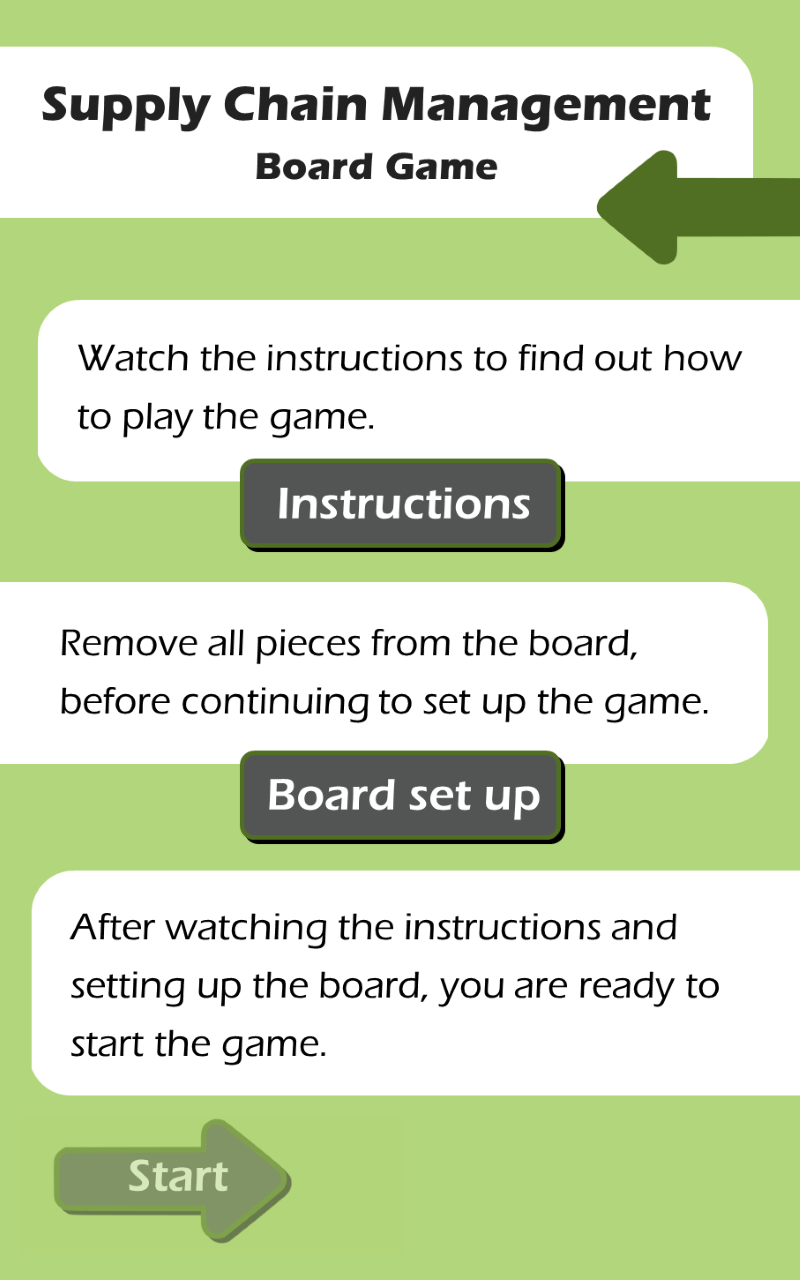 Supply Chain Management
Board Game
Watch the instructions to find out how
to play the game.
Instructions
Remove all pieces from the board,
before continuing to set up the game.
Board set up
After watching the instructions and
setting up the board, you are ready to
start the game.
Start